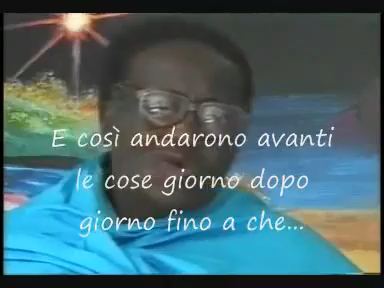 E così andarono avanti
le cose giorno dopo
giorno fino a che...